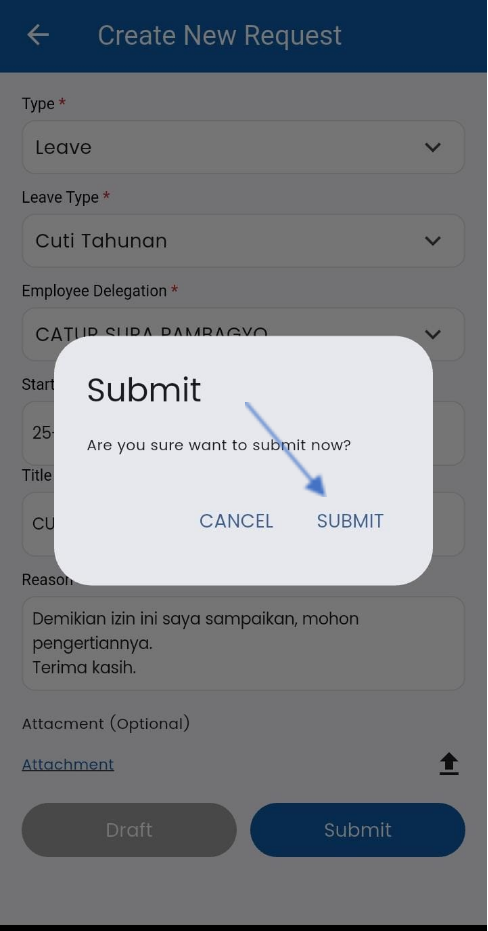 Create New Request
Type *
Leave
Leave Type *
Cuti Tahunan
Employee Delegation *
CATUR SURA PAMBAGYO
Start
25-
Title
CU
Submit
Are you sure want to submit now?
CANCEL SUBMIT
Reason
Demikian izin ini saya sampaikan, mohon
pengertiannya.
Terima kasih.
Attacment (Optional)
Attachment
Draft Submit